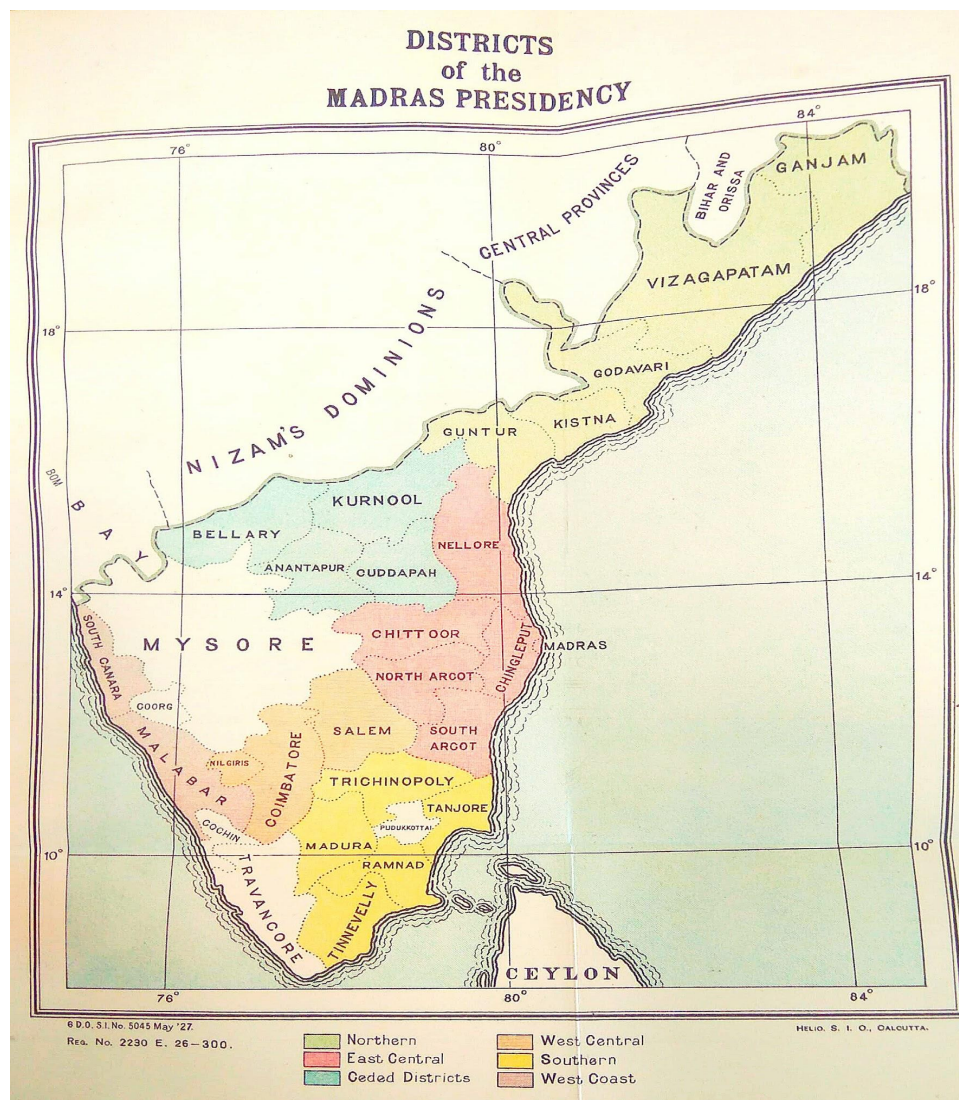 DISTRICTS
of the
MADRAS PRESIDENCY
76°
80°
84°
GANJAM
BIHAR AND
ORISSA
CENTRAL PROVINCES
VIZAGAPATAM
18°
18°
NIZAM'S DOMINIONS
GODAVARI
KISTNA
GUNTUR
BOM
BAY
KURNOOL
BELLARY
NELLORE
ANANTAPUR
CUDDAPAH
14°
14°
SOUTH CANARA
MYSORE
CHITTOOR
CHINGLEPUT
MADRAS
NORTH ARCOT
COORG
MALABAR
SALEM
SOUTH
ARCOT
NILGIRIS
COIMBATORE
TRICHINOPOLY
TANJORE
COCHIN
PUDUKKOTTAI
MADURA
10°
10°
RAMNAD
TRAVANCORE
TINNEVELLY
CEYLON
76°
80°
84°
D.O. S.I. No. 5045 May '27.
REG. No. 2230 E. 26–300.
HELIO. S. I. O., CALCUTTA.
Northern
East Central
Ceded Districts
West Central
Southern
West Coast